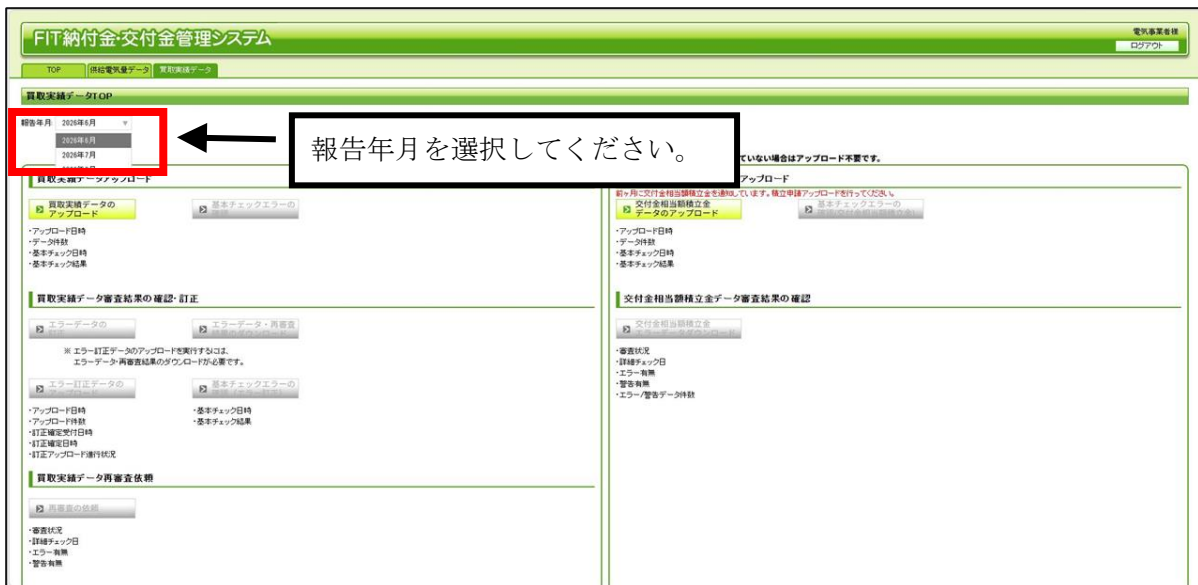 FIT納付金・交付金管理システム
電気事業者様
ログアウト
TOP 供給電気量データ 買取実績データ
買取実績データTOP
報告年月: 2026年6月
2026年6月
2026年7月
報告年月を選択してください。
ていない場合はアップロード不要です。
買取実績データアップロード
アップロード
前ヶ月に交付金相当額積立金を通知しています。積立申請アップロードを行ってください。
買取実績データの
アップロード
基本チェックエラーの
交付金相当額積立金
データのアップロード
基本チェックエラーの
・アップロード日時
・データ件数
・基本チェック日時
・基本チェック結果
・アップロード日時
・データ件数
・基本チェック日時
・基本チェック結果
買取実績データ審査結果の確認・訂正
交付金相当額積立金データ審査結果の確認
エラーデータの
訂正
エラーデータ・再審査
結果のダウンロード
交付金相当額積立金
エラーデータダウンロード
※ エラー訂正データのアップロードを実行するには、
エラーデータ・再審査結果のダウンロードが必要です。
・審査状況
・詳細チェック日
・エラー有無
・警告有無
・エラー/警告データ件数
エラー訂正データの
アップロード
基本チェックエラーの
・アップロード日時
・アップロード件数
・訂正確定受付日時
・訂正確定日時
・訂正アップロード進行状況
・基本チェック日時
・基本チェック結果
買取実績データ再審査依頼
再審査の依頼
・審査状況
・詳細チェック日
・エラー有無
・警告有無